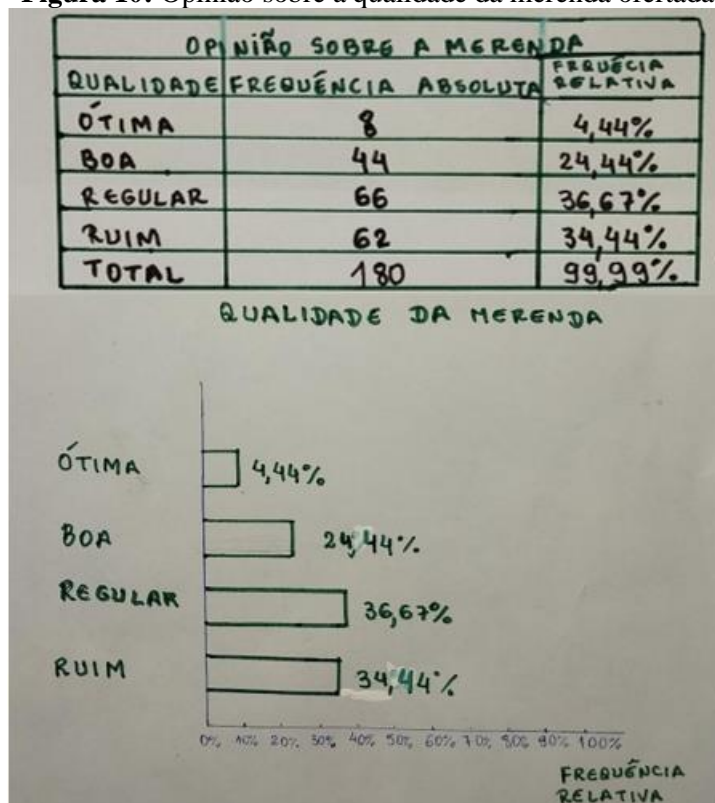 Figura 10: Opinião sobre a qualidade da merenda ofertada
OPINIÃO SOBRE A MERENDA
QUALIDADE FREQUÊNCIA ABSOLUTA FREQUÊCIA RELATIVA
ÓTIMA 8 4,44%
BOA 44 24,44%
REGULAR 66 36,67%
RUIM 62 34,44%
TOTAL 180 99,99%
QUALIDADE DA MERENDA
ÓTIMA 4,44%
BOA 24,44%
REGULAR 36,67%
RUIM 34,44%
0% 10% 20% 30% 40% 50% 60% 70% 80% 90% 100%
FREQUÊNCIA
RELATIVA